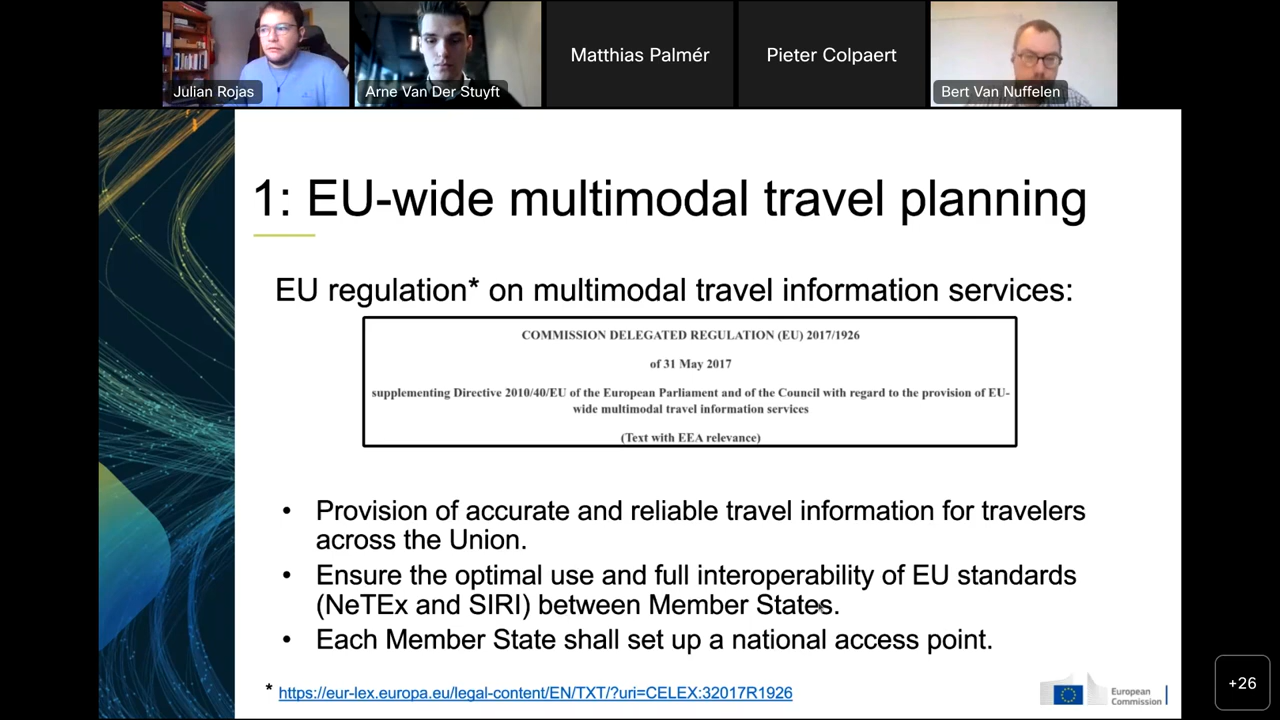 Julian Rojas
Arne Van Der Stuyft
Matthias Palmér
Pieter Colpaert
Bert Van Nuffelen
1: EU-wide multimodal travel planning
EU regulation* on multimodal travel information services:
COMMISSION DELEGATED REGULATION (EU) 2017/1926
of 31 May 2017
supplementing Directive 2010/40/EU of the European Parliament and of the Council with regard to the provision of EU-
wide multimodal travel information services
(Text with EEA relevance)
• Provision of accurate and reliable travel information for travelers
across the Union.
• Ensure the optimal use and full interoperability of EU standards
(NeTEx and SIRI) between Member States.
• Each Member State shall set up a national access point.
* https://eur-lex.europa.eu/legal-content/EN/TXT/?uri=CELEX:32017R1926
European
Commission
+26